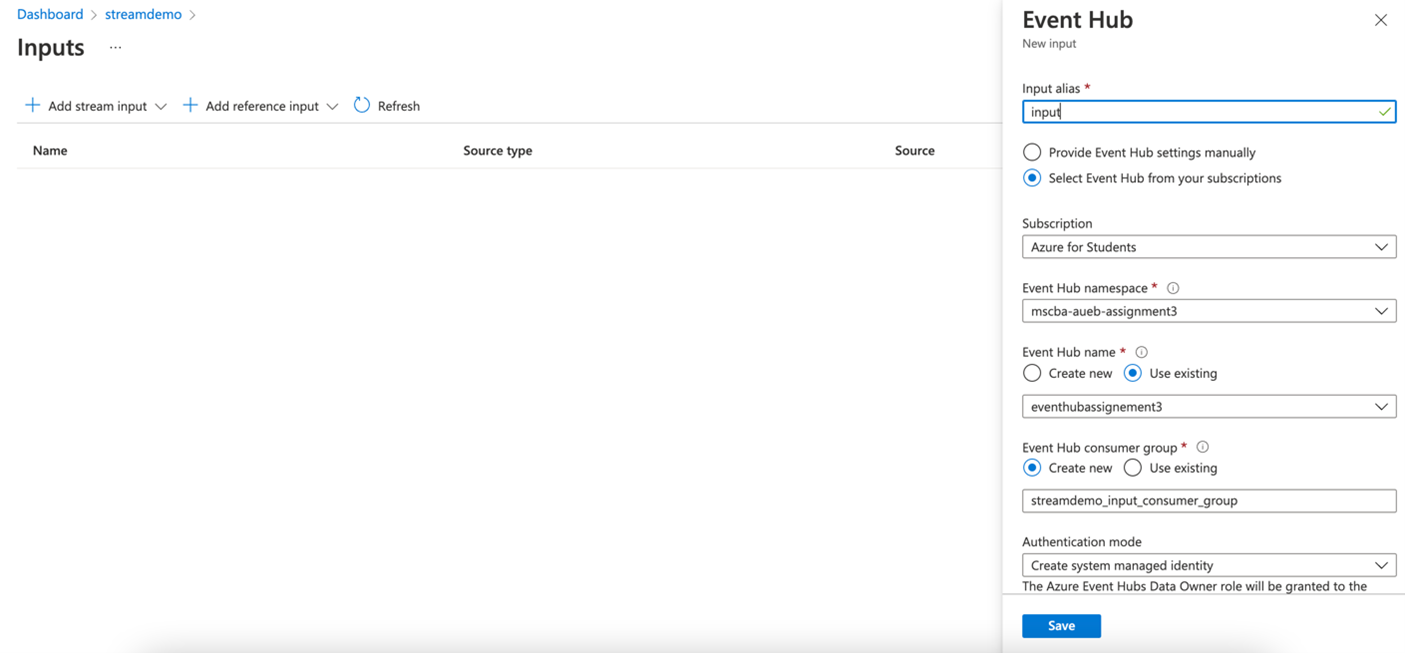 Dashboard > streamdemo >
Inputs ...
Add stream input Add reference input Refresh
Name Source type Source
Event Hub
New input
Input alias *
input
Provide Event Hub settings manually
Select Event Hub from your subscriptions
Subscription
Azure for Students
Event Hub namespace *
mscba-aueb-assignment3
Event Hub name *
Create new Use existing
eventhubassignement3
Event Hub consumer group *
Create new Use existing
streamdemo_input_consumer_group
Authentication mode
Create system managed identity
The Azure Event Hubs Data Owner role will be granted to the
Save